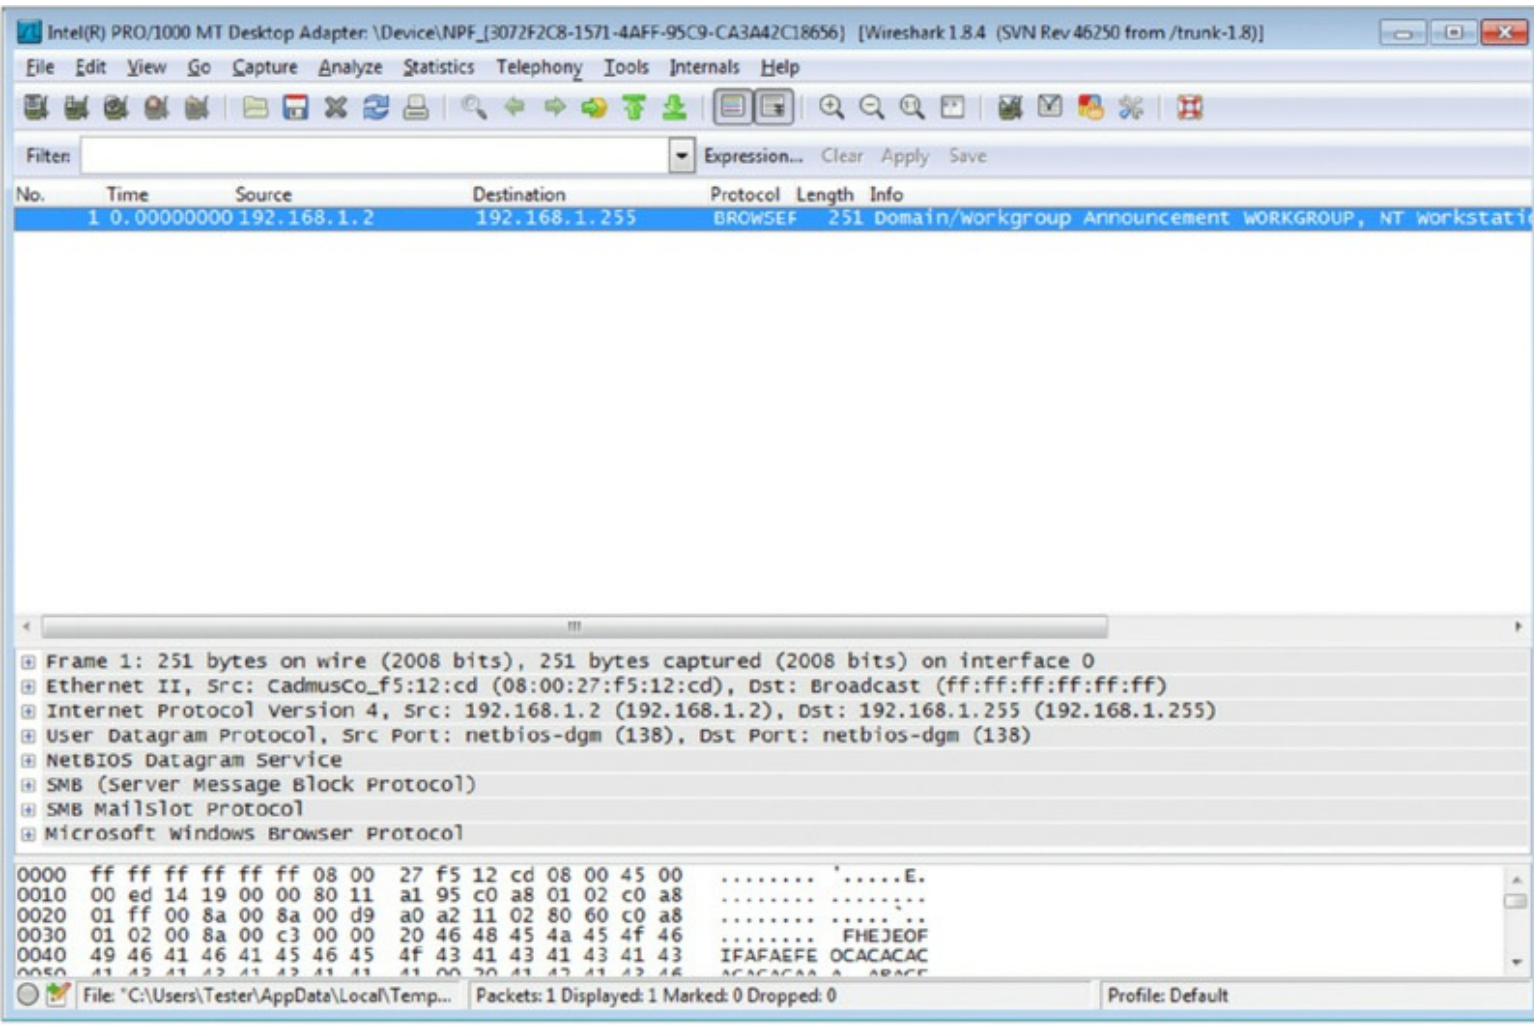 Intel(R) PRO/1000 MT Desktop Adapter: \Device\NPF_{3072F2C8-1571-4AFF-95C9-CA3A42C18656} [Wireshark 1.8.4 (SVN Rev 46250 from /trunk-1.8)]
File Edit View Go Capture Analyze Statistics Telephony Tools Internals Help
Filter: Expression... Clear Apply Save
No. Time Source Destination Protocol Length Info
1 0.00000000 192.168.1.2 192.168.1.255 BROWSER 251 Domain/Workgroup Announcement WORKGROUP, NT Workstatio
Frame 1: 251 bytes on wire (2008 bits), 251 bytes captured (2008 bits) on interface 0
Ethernet II, Src: CadmusCo_f5:12:cd (08:00:27:f5:12:cd), Dst: Broadcast (ff:ff:ff:ff:ff:ff)
Internet Protocol Version 4, Src: 192.168.1.2 (192.168.1.2), Dst: 192.168.1.255 (192.168.1.255)
User Datagram Protocol, Src Port: netbios-dgm (138), Dst Port: netbios-dgm (138)
NetBIOS Datagram Service
SMB (Server Message Block Protocol)
SMB MailSlot Protocol
Microsoft Windows Browser Protocol
0000 ff ff ff ff ff ff 08 00 27 f5 12 cd 08 00 45 00 ........ '.....E.
0010 00 ed 14 19 00 00 80 11 a1 95 c0 a8 01 02 c0 a8 ........ ........
0020 01 ff 00 8a 00 8a 00 d9 a0 a2 11 02 80 60 c0 a8 ........ .....`..
0030 01 02 00 8a 00 c3 00 00 20 46 48 45 4a 45 4f 46 ........ FHEJEOF
0040 49 46 41 46 41 45 46 45 4f 43 41 43 41 43 41 43 IFAFAEFE OCACACAC
File: "C:\Users\Tester\AppData\Local\Temp... Packets: 1 Displayed: 1 Marked: 0 Dropped: 0 Profile: Default